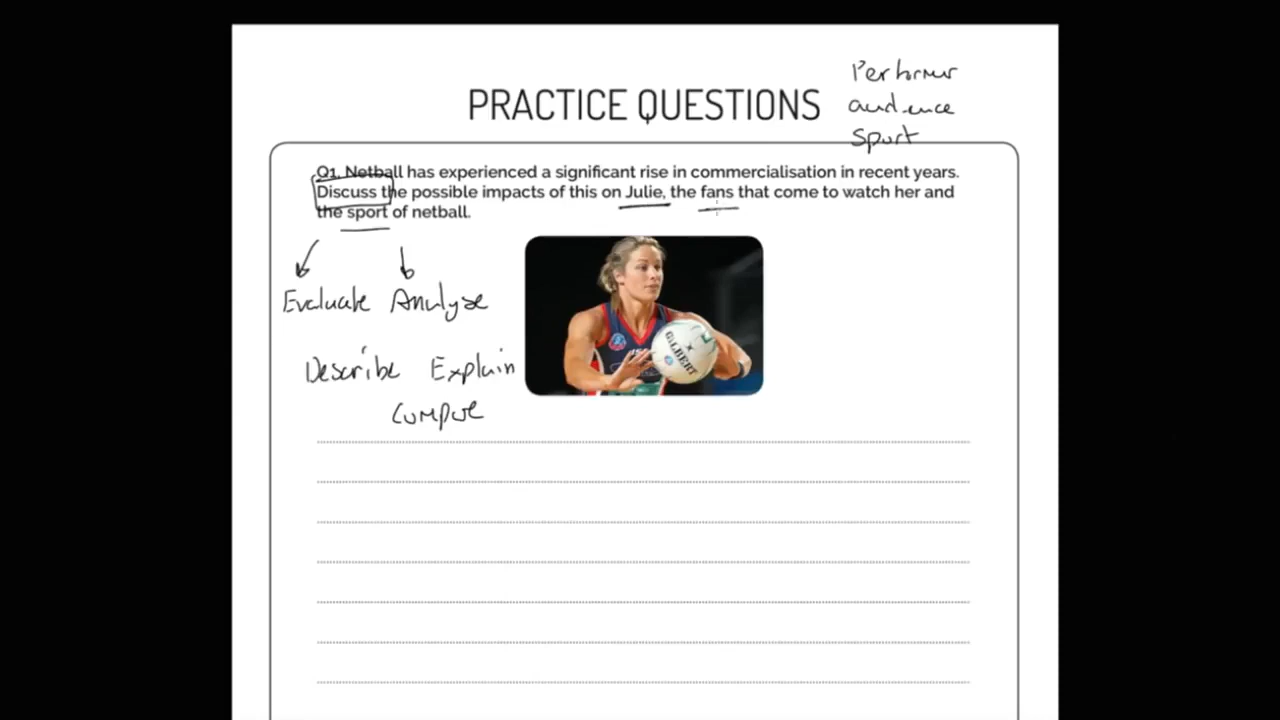 Performer
audience
PRACTICE QUESTIONS
Sport
Q1. Netball has experienced a significant rise in commercialisation in recent years.
Discuss the possible impacts of this on Julie, the fans that come to watch her and
the sport of netball.
Evaluate Analyse
GILBERT
Describe Explain
Compare